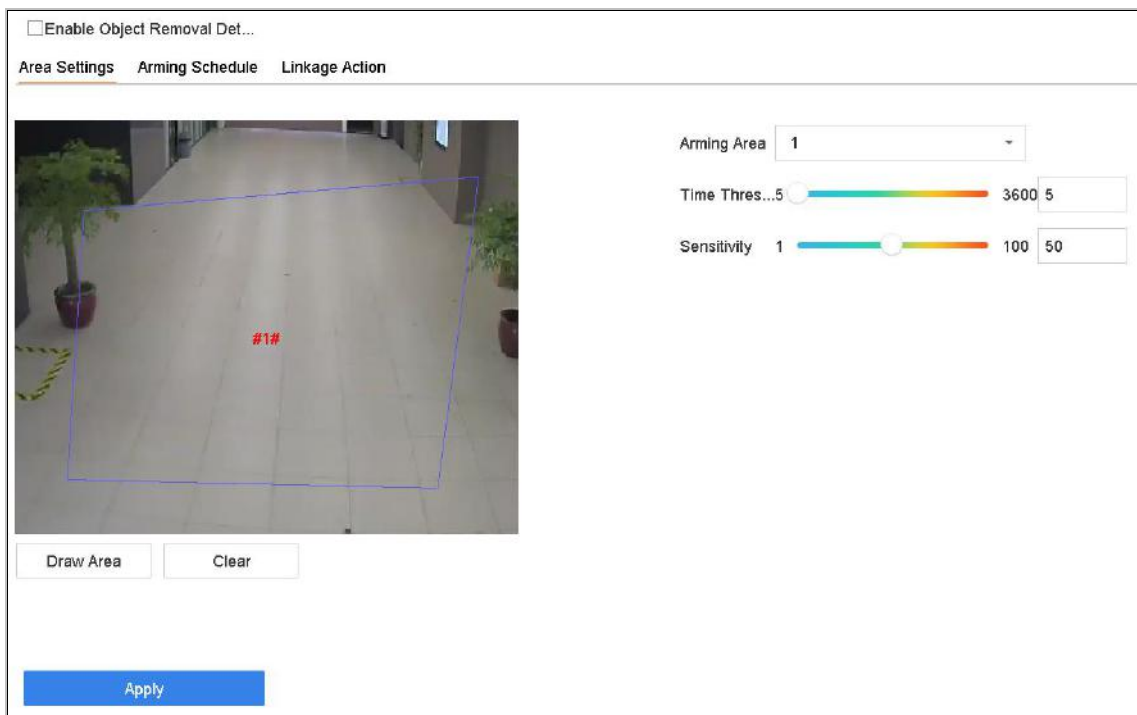 Enable Object Removal Det...
Area Settings Arming Schedule Linkage Action
Arming Area 1
Time Thres...5 3600 5
Sensitivity 1 100 50
#1#
Draw Area Clear
Apply